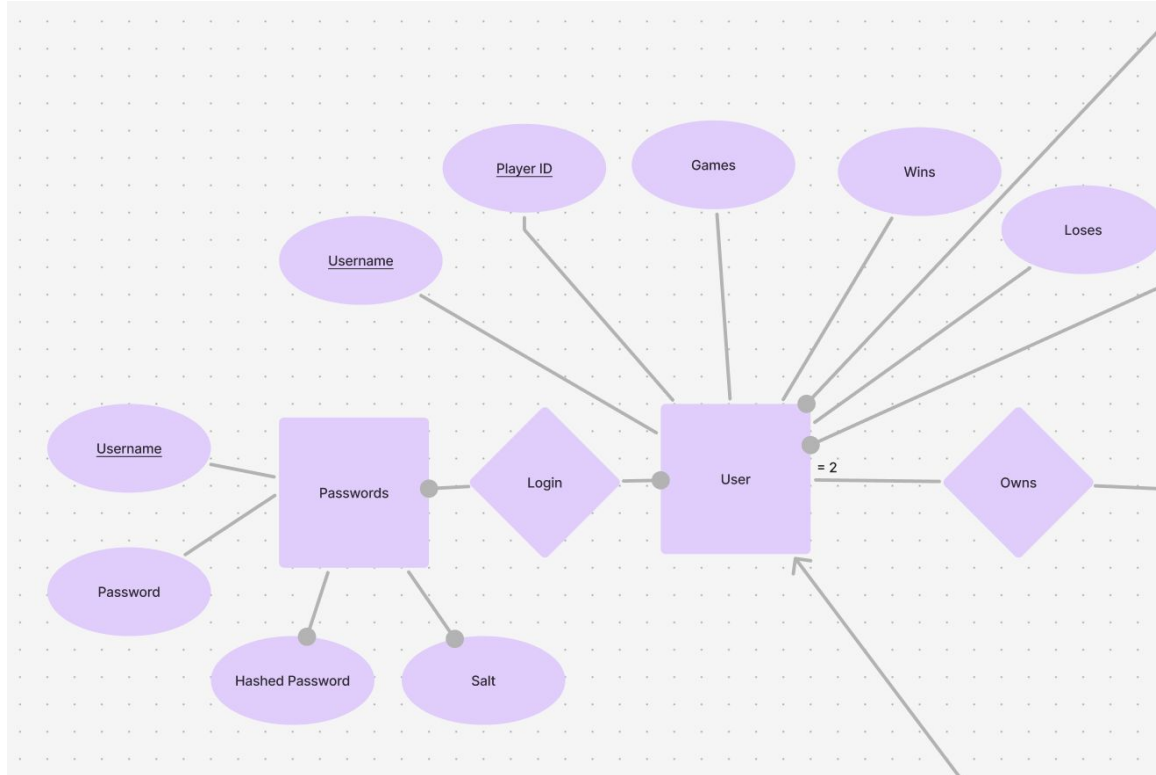 Player ID
Games
Wins
Loses
Username
Username
Passwords
Login
User
= 2
Owns
Password
Hashed Password
Salt